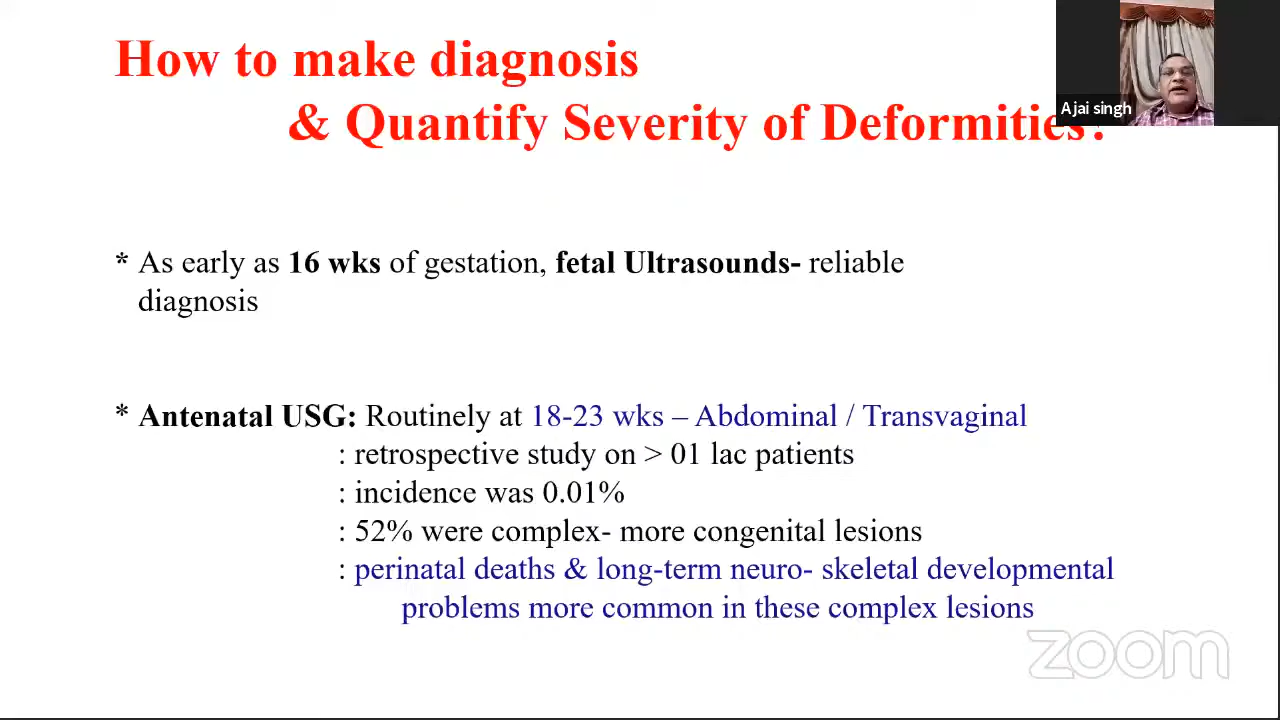 How to make diagnosis
& Quantify Severity of Deformities?
Ajai singh
* As early as 16 wks of gestation, fetal Ultrasounds- reliable
diagnosis
* Antenatal USG: Routinely at 18-23 wks – Abdominal / Transvaginal
: retrospective study on > 01 lac patients
: incidence was 0.01%
: 52% were complex- more congenital lesions
: perinatal deaths & long-term neuro- skeletal developmental
problems more common in these complex lesions
zoom